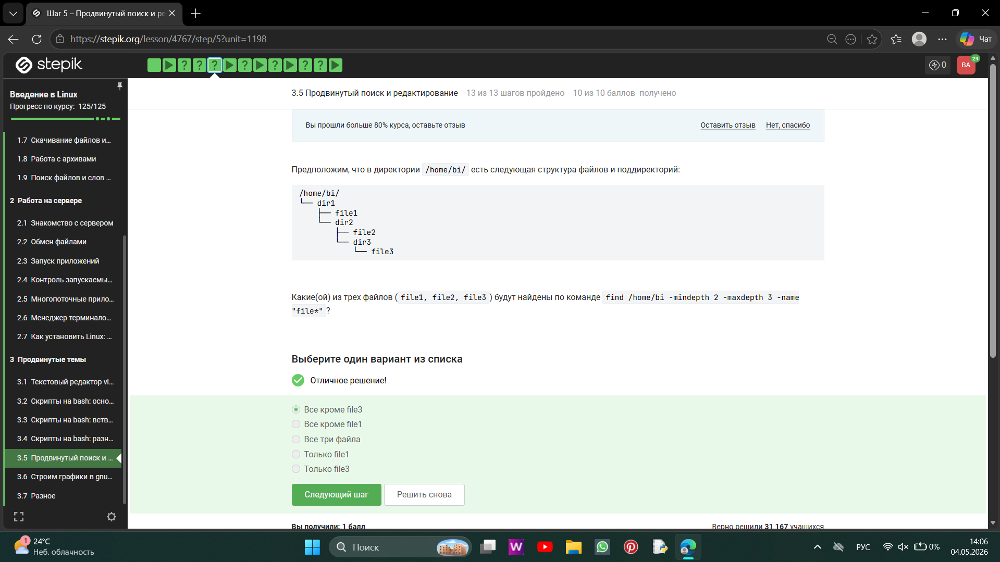 Шаг 5 – Продвинутый поиск и ре
https://stepik.org/lesson/4767/step/5?unit=1198
Чат
stepik
? ? ? ? ? ? ?
0
ВА
24
Введение в Linux
Прогресс по курсу: 125/125
1.7 Скачивание файлов и...
1.8 Работа с архивами
1.9 Поиск файлов и слов ...
2 Работа на сервере
2.1 Знакомство с сервером
2.2 Обмен файлами
2.3 Запуск приложений
2.4 Контроль запускаемы...
2.5 Многопоточные прило...
2.6 Менеджер терминало...
2.7 Как установить Linux: ...
3 Продвинутые темы
3.1 Текстовый редактор vi...
3.2 Скрипты на bash: осно...
3.3 Скрипты на bash: ветв...
3.4 Скрипты на bash: разн...
3.5 Продвинутый поиск и ...
3.6 Строим графики в gnu...
3.7 Разное
3.5 Продвинутый поиск и редактирование 13 из 13 шагов пройдено 10 из 10 баллов получено
Вы прошли больше 80% курса, оставьте отзыв
Оставить отзыв Нет, спасибо
Предположим, что в директории /home/bi/ есть следующая структура файлов и поддиректорий:
/home/bi/
└── dir1
    ├── file1
    └── dir2
        ├── file2
        └── dir3
            └── file3
Какие(ой) из трех файлов ( file1, file2, file3 ) будут найдены по команде find /home/bi -mindepth 2 -maxdepth 3 -name
"file*" ?
Выберите один вариант из списка
Отличное решение!
Все кроме file3
Все кроме file1
Все три файла
Только file1
Только file3
Следующий шаг
Решить снова
Вы получили: 1 балл
Верно решили 31 167 учащихся
1
24°C
Неб. облачность
Поиск
W
РУС
0%
14:06
04.05.2026